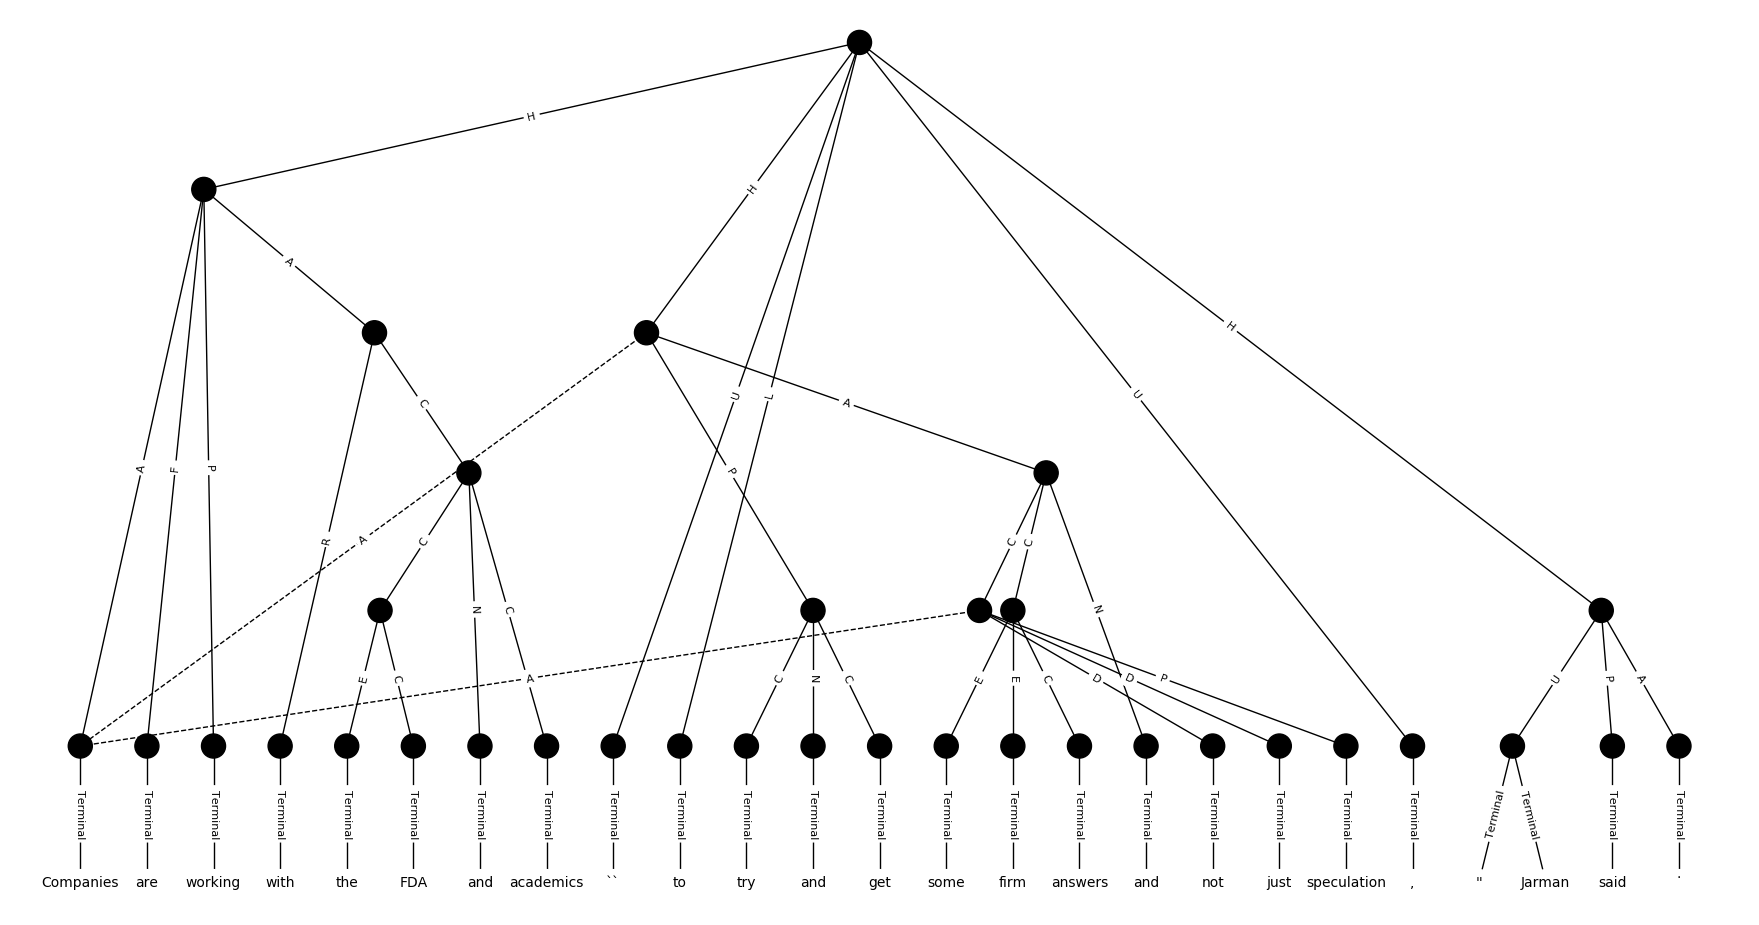 H
H
A
H
U
L
A
U
C
A
F
P
P
R
A
C
C
C
N
C
N
E
C
A
C
N
C
E
E
C
D
D
P
U
P
A
Terminal Terminal Terminal Terminal Terminal Terminal Terminal Terminal Terminal Terminal Terminal Terminal Terminal Terminal Terminal Terminal Terminal Terminal Terminal Terminal Terminal Terminal Terminal Terminal Terminal
Companies are working with the FDA and academics `` to try and get some firm answers and not just speculation , " Jarman said .